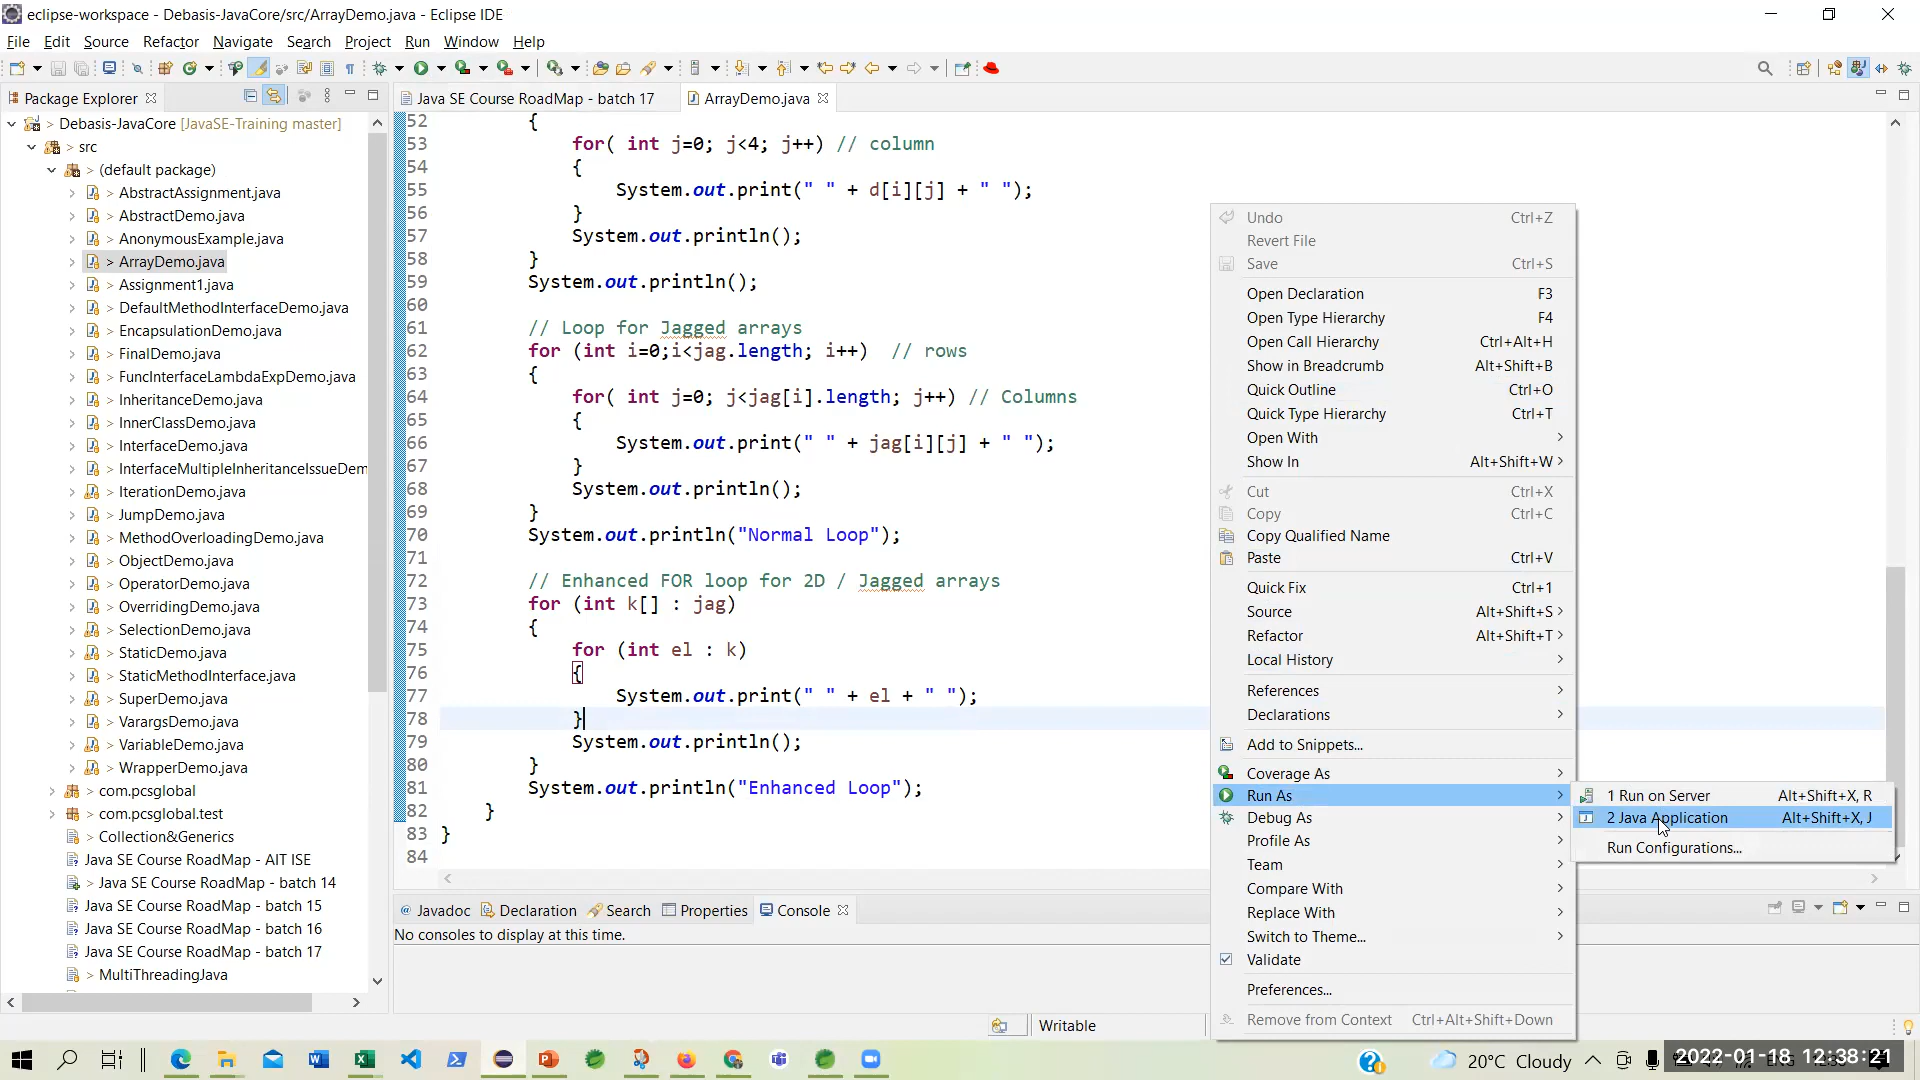 eclipse-workspace - Debasis-JavaCore/src/ArrayDemo.java - Eclipse IDE
File Edit Source Refactor Navigate Search Project Run Window Help
Package Explorer
Debasis-JavaCore [JavaSE-Training master]
src
(default package)
AbstractAssignment.java
AbstractDemo.java
AnonymousExample.java
ArrayDemo.java
Assignment1.java
DefaultMethodInterfaceDemo.java
EncapsulationDemo.java
FinalDemo.java
FuncInterfaceLambdaExpDemo.java
InheritanceDemo.java
InnerClassDemo.java
InterfaceDemo.java
InterfaceMultipleInheritanceIssueDem
IterationDemo.java
JumpDemo.java
MethodOverloadingDemo.java
ObjectDemo.java
OperatorDemo.java
OverridingDemo.java
SelectionDemo.java
StaticDemo.java
StaticMethodInterface.java
SuperDemo.java
VarargsDemo.java
VariableDemo.java
WrapperDemo.java
com.pcsglobal
com.pcsglobal.test
Collection&Generics
Java SE Course RoadMap - AIT ISE
Java SE Course RoadMap - batch 14
Java SE Course RoadMap - batch 15
Java SE Course RoadMap - batch 16
Java SE Course RoadMap - batch 17
MultiThreadingJava
Java SE Course RoadMap - batch 17 ArrayDemo.java
52 {
53 for( int j=0; j<4; j++) // column
54 {
55 System.out.print(" " + d[i][j] + " ");
56 }
57 System.out.println();
58 }
59 System.out.println();
60
61 // Loop for Jagged arrays
62 for (int i=0;i<jag.length; i++) // rows
63 {
64 for( int j=0; j<jag[i].length; j++) // Columns
65 {
66 System.out.print(" " + jag[i][j] + " ");
67 }
68 System.out.println();
69 }
70 System.out.println("Normal Loop");
71
72 // Enhanced FOR loop for 2D / Jagged arrays
73 for (int k[] : jag)
74 {
75 for (int el : k)
76 {
77 System.out.print(" " + el + " ");
78 }
79 System.out.println();
80 }
81 System.out.println("Enhanced Loop");
82 }
83 }
84
Undo Ctrl+Z
Revert File
Save Ctrl+S
Open Declaration F3
Open Type Hierarchy F4
Open Call Hierarchy Ctrl+Alt+H
Show in Breadcrumb Alt+Shift+B
Quick Outline Ctrl+O
Quick Type Hierarchy Ctrl+T
Open With
Show In Alt+Shift+W
Cut Ctrl+X
Copy Ctrl+C
Copy Qualified Name
Paste Ctrl+V
Quick Fix Ctrl+1
Source Alt+Shift+S
Refactor Alt+Shift+T
Local History
References
Declarations
Add to Snippets...
Coverage As
Run As
Debug As
Profile As
Team
Compare With
Replace With
Switch to Theme...
Validate
Preferences...
Remove from Context Ctrl+Alt+Shift+Down
1 Run on Server Alt+Shift+X, R
2 Java Application Alt+Shift+X, J
Run Configurations...
Javadoc Declaration Search Properties Console
No consoles to display at this time.
Writable
20°C Cloudy
2022-01-18 12:38:21